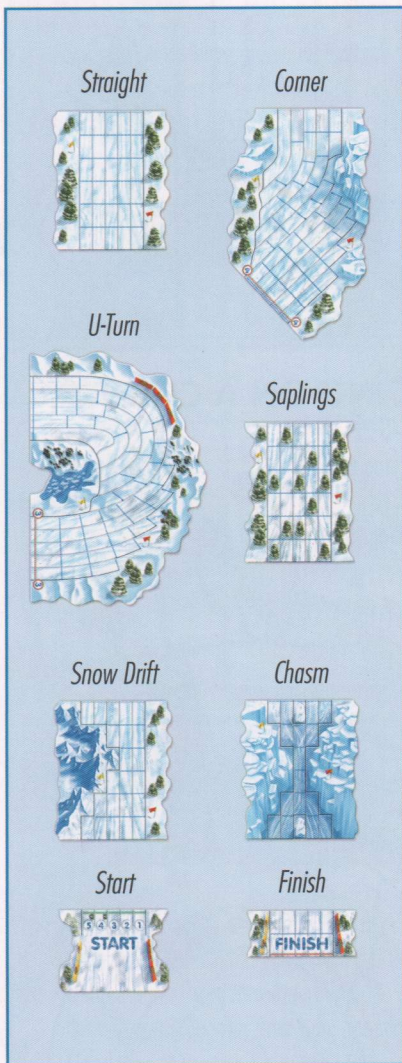 Straight
Corner
U-Turn
Saplings
Snow Drift
Chasm
Start
Finish
5 4 3 2 1
START
FINISH